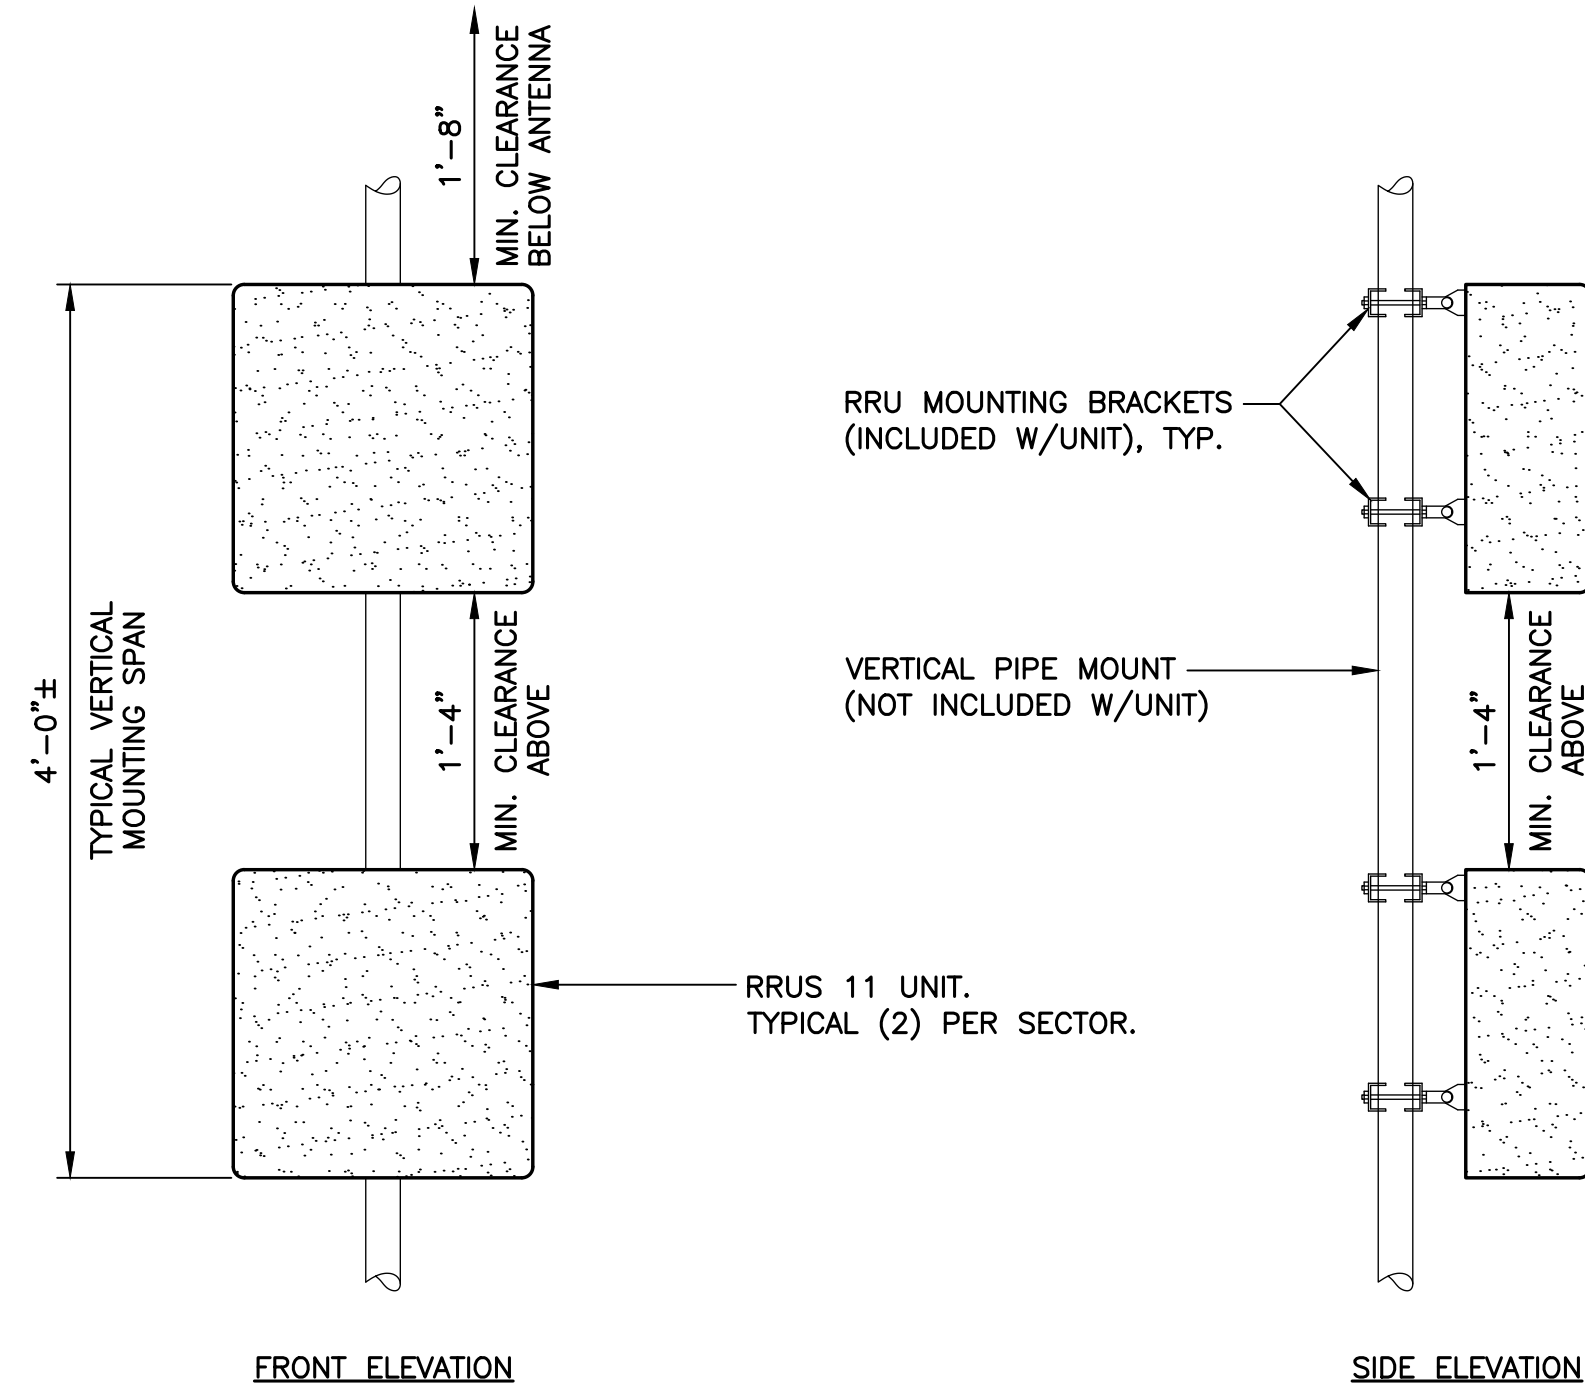 1'-8"
MIN. CLEARANCE
BELOW ANTENNA
4'-0"±
TYPICAL VERTICAL
MOUNTING SPAN
1'-4"
MIN. CLEARANCE
ABOVE
RRUS 11 UNIT.
TYPICAL (2) PER SECTOR.
FRONT ELEVATION
RRU MOUNTING BRACKETS
(INCLUDED W/UNIT), TYP.
VERTICAL PIPE MOUNT
(NOT INCLUDED W/UNIT)
1'-4"
MIN. CLEARANCE
ABOVE
SIDE ELEVATION